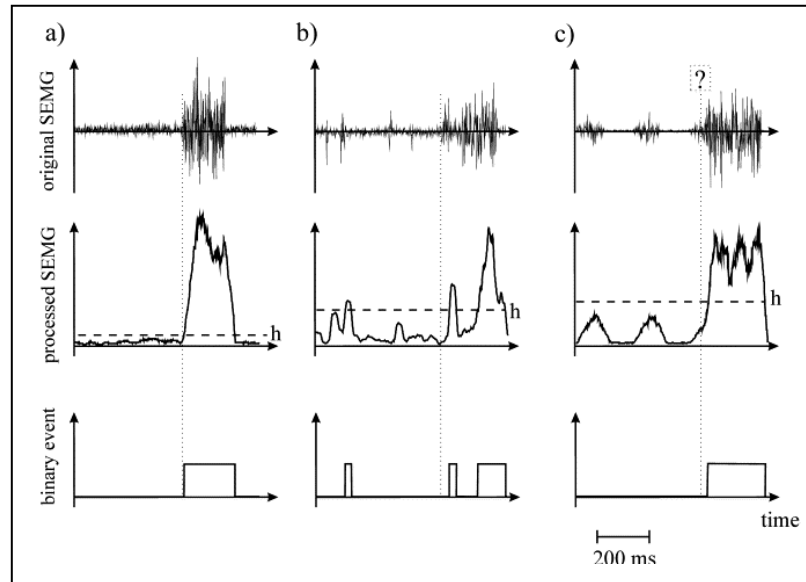 a)
b)
c)
original SEMG
?
processed SEMG
h
h
h
binary event
time
200 ms